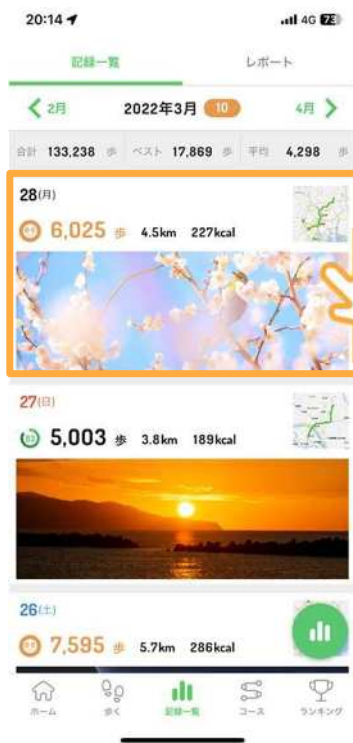 20:14 4G 73
記録一覧 レポート
2月 2022年3月 10 4月
合計 133,238 歩 ベスト 17,869 歩 平均 4,298 歩
28(月)
6,025 歩 4.5km 227kcal
27(日)
5,003 歩 3.8km 189kcal
26(土)
7,595 歩 5.7km 286kcal
ホーム 歩く 記録一覧 コース ランキング